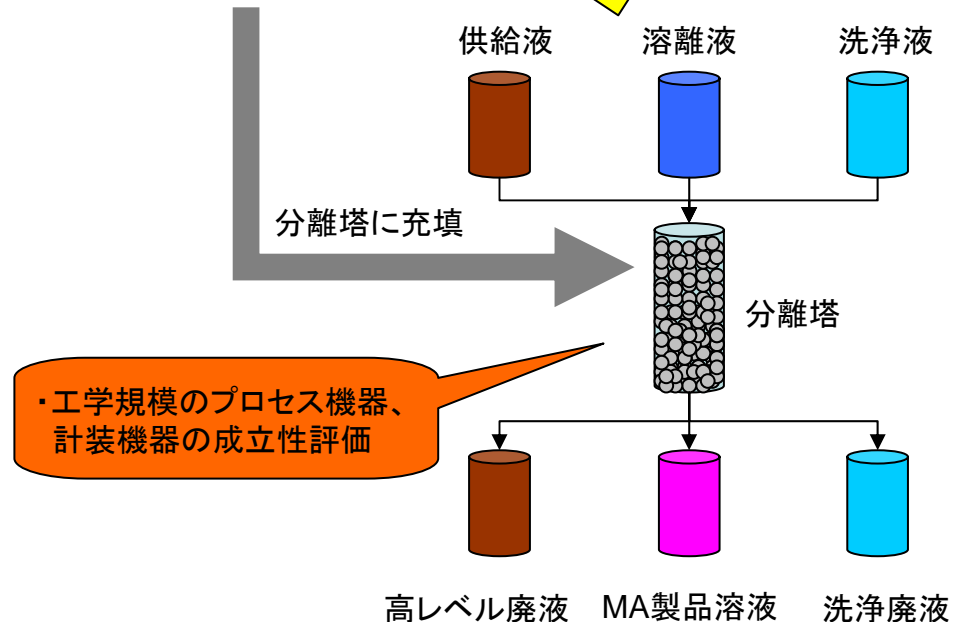 供給液 溶離液 洗浄液
分離塔に充填
分離塔
・工学規模のプロセス機器、
計装機器の成立性評価
高レベル廃液 MA製品溶液 洗浄廃液